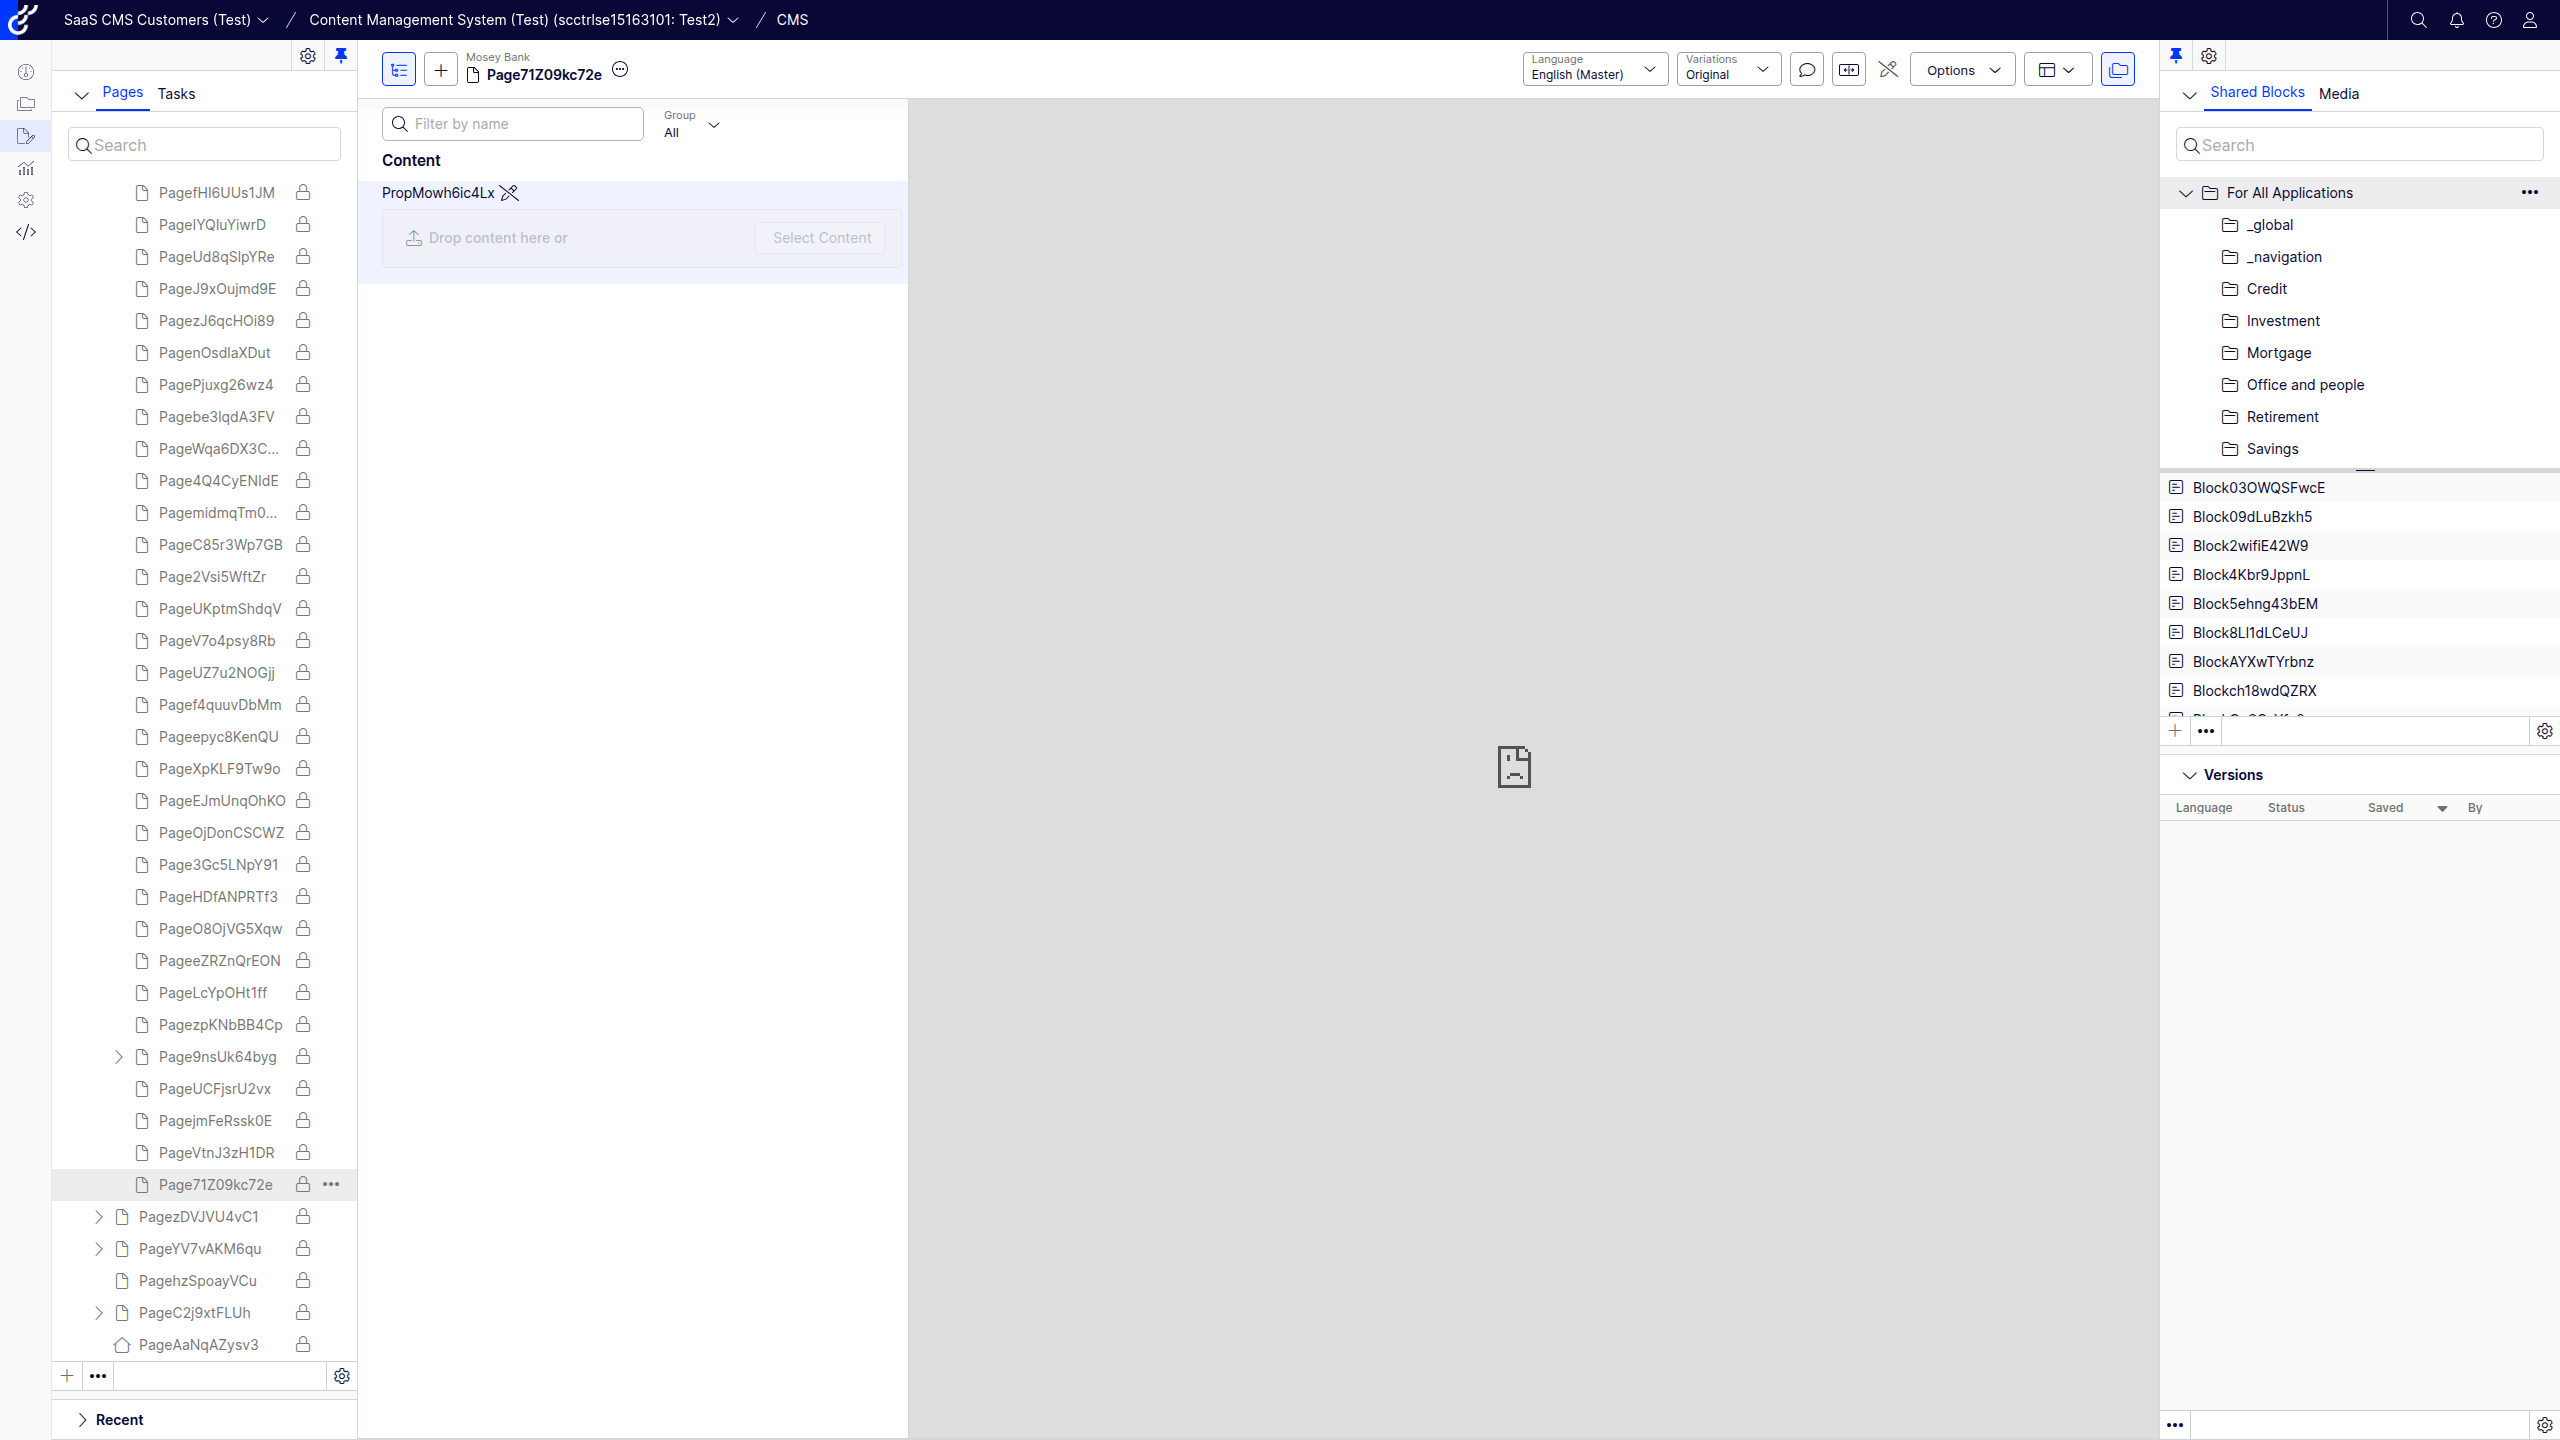 SaaS CMS Customers (Test)
Content Management System (Test) (scctrlse15163101: Test2)
CMS
Pages
Tasks
Search
PagefHl6UUs1JM
PagelYQluYiwrD
PageUd8qSlpYRe
PageJ9xOujmd9E
PagezJ6qcHOi89
PagenOsdlaXDut
PagePjuxg26wz4
Pagebe3lqdA3FV
PageWqa6DX3C...
Page4Q4CyENldE
PagemidmqTm0...
PageC85r3Wp7GB
Page2Vsi5WftZr
PageUKptmShdqV
PageV7o4psy8Rb
PageUZ7u2NOGjj
Pagef4quuvDbMm
Pageepyc8KenQU
PageXpKLF9Tw9o
PageEJmUnqOhKO
PageOjDonCSCWZ
Page3Gc5LNpY91
PageHDfANPRTf3
PageO8OjVG5Xqw
PageeZRZnQrEON
PageLcYpOHt1ff
PagezpKNbBB4Cp
Page9nsUk64byg
PageUCFjsrU2vx
PagejmFeRssk0E
PageVtnJ3zH1DR
Page71Z09kc72e
PagezDVJVU4vC1
PageYV7vAKM6qu
PagehzSpoayVCu
PageC2j9xtFLUh
PageAaNqAZysv3
Recent
Mosey Bank
Page71Z09kc72e
Language
English (Master)
Variations
Original
Options
Filter by name
Group
All
Content
PropMowh6ic4Lx
Drop content here or
Select Content
Shared Blocks
Media
Search
For All Applications
_global
_navigation
Credit
Investment
Mortgage
Office and people
Retirement
Savings
Block03OWQSFwcE
Block09dLuBzkh5
Block2wifiE42W9
Block4Kbr9JppnL
Block5ehng43bEM
Block8Ll1dLCeUJ
BlockAYXwTYrbnz
Blockch18wdQZRX
Versions
Language
Status
Saved
By